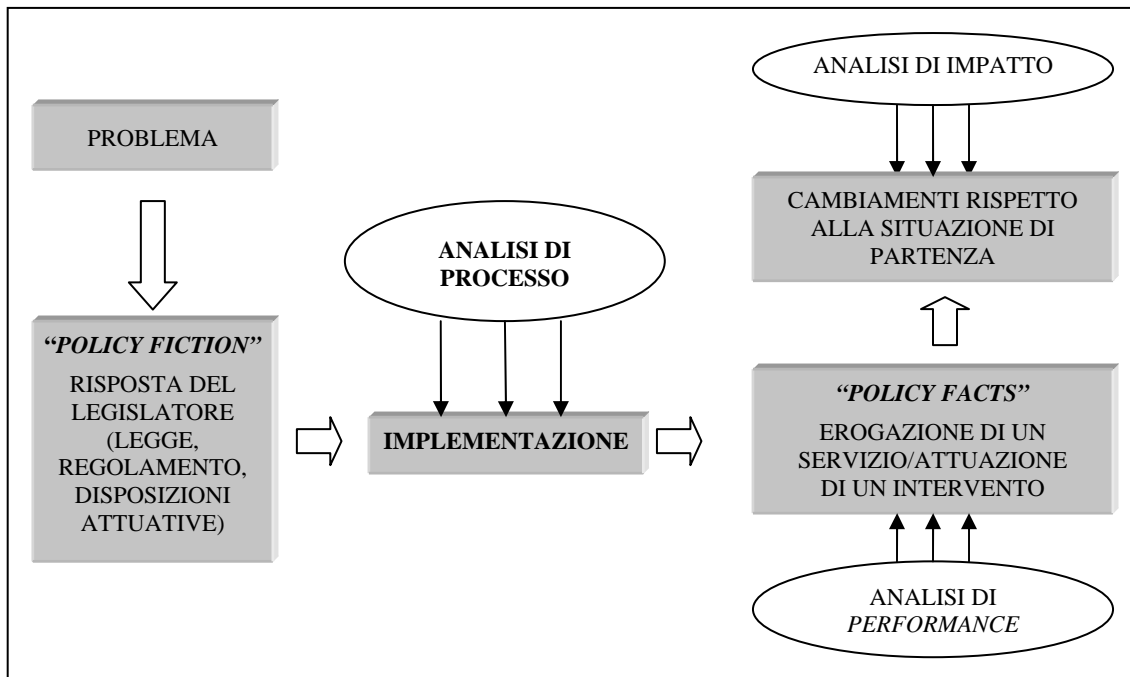 PROBLEMA
“POLICY FICTION”
RISPOSTA DEL
LEGISLATORE
(LEGGE,
REGOLAMENTO,
DISPOSIZIONI
ATTUATIVE)
ANALISI DI
PROCESSO
IMPLEMENTAZIONE
ANALISI DI IMPATTO
CAMBIAMENTI RISPETTO
ALLA SITUAZIONE DI
PARTENZA
“POLICY FACTS”
EROGAZIONE DI UN
SERVIZIO/ATTUAZIONE
DI UN INTERVENTO
ANALISI DI
PERFORMANCE